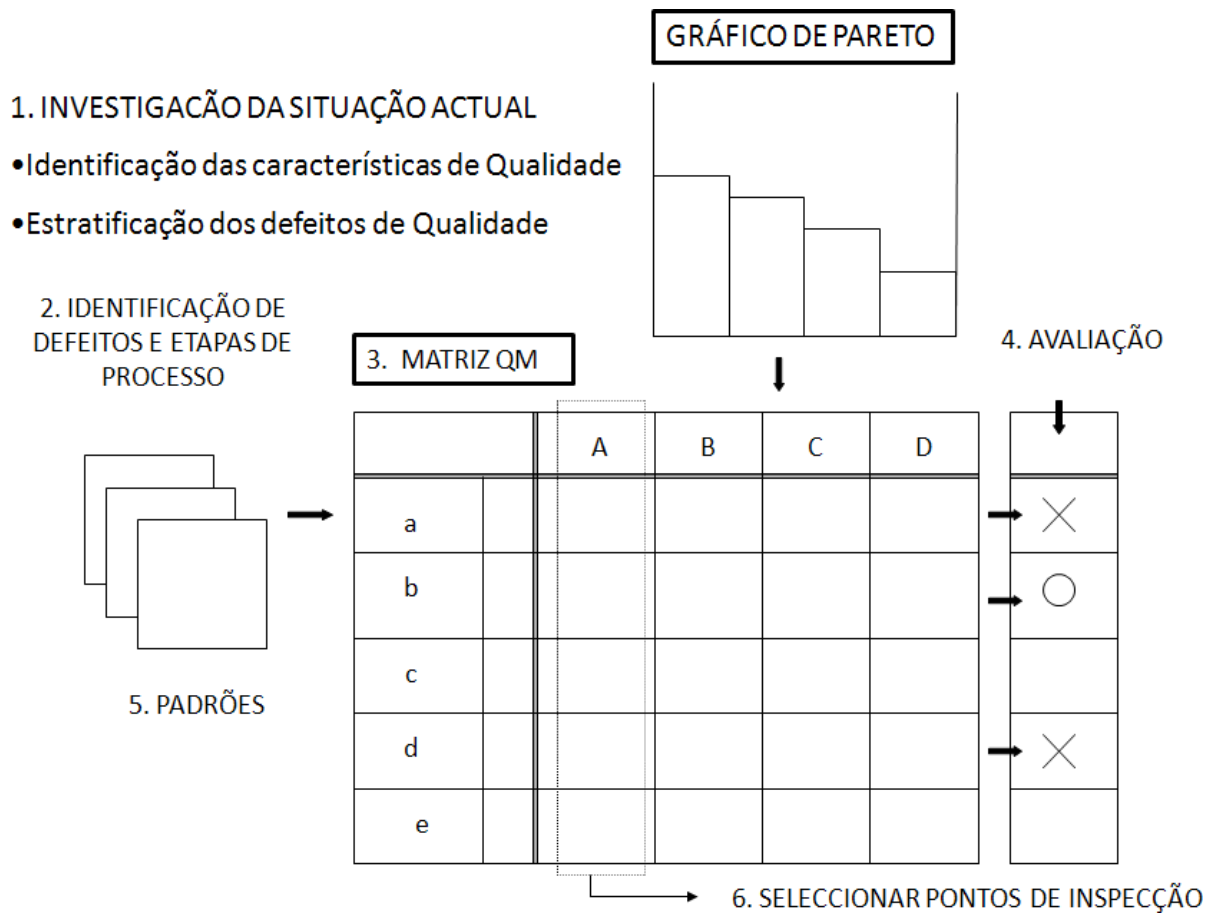 GRÁFICO DE PARETO
1. INVESTIGACÃO DA SITUAÇÃO ACTUAL
•Identificação das características de Qualidade
•Estratificação dos defeitos de Qualidade
2. IDENTIFICAÇÃO DE
DEFEITOS E ETAPAS DE
PROCESSO
3. MATRIZ QM
4. AVALIAÇÃO
A B C D
a
b
c
d
e
5. PADRÕES
6. SELECCIONAR PONTOS DE INSPECÇÃO